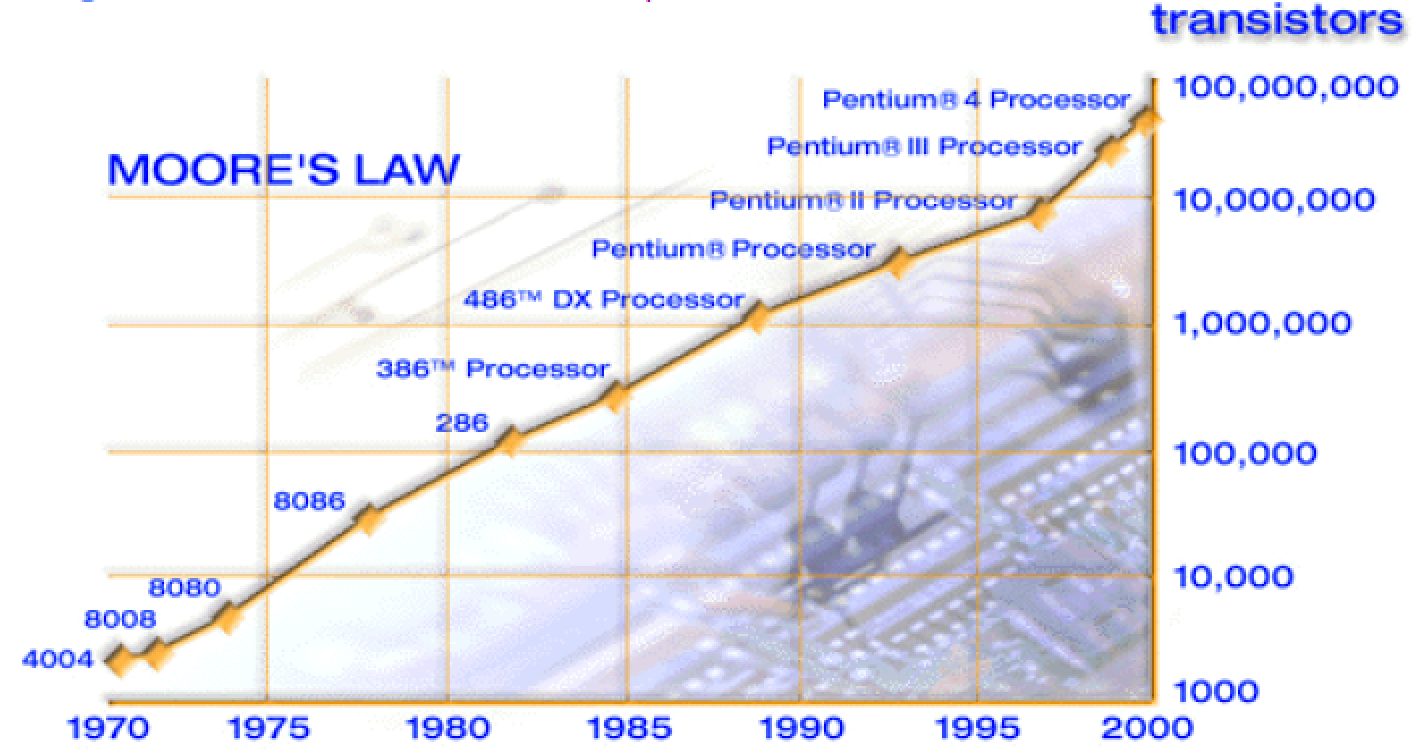 transistors
100,000,000
Pentium® 4 Processor
Pentium® III Processor
MOORE'S LAW
10,000,000
Pentium® II Processor
Pentium® Processor
486™ DX Processor
1,000,000
386™ Processor
286
100,000
8086
8080
10,000
8008
4004
1000
1970 1975 1980 1985 1990 1995 2000